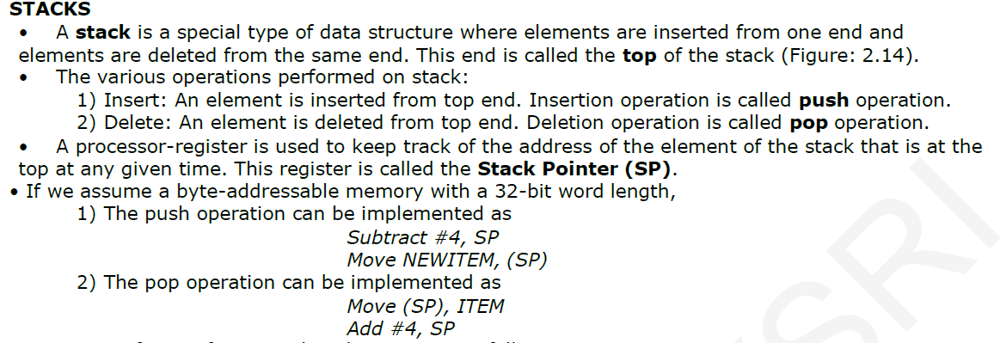 STACKS
• A stack is a special type of data structure where elements are inserted from one end and
elements are deleted from the same end. This end is called the top of the stack (Figure: 2.14).
• The various operations performed on stack:
1) Insert: An element is inserted from top end. Insertion operation is called push operation.
2) Delete: An element is deleted from top end. Deletion operation is called pop operation.
• A processor-register is used to keep track of the address of the element of the stack that is at the
top at any given time. This register is called the Stack Pointer (SP).
• If we assume a byte-addressable memory with a 32-bit word length,
1) The push operation can be implemented as
Subtract #4, SP
Move NEWITEM, (SP)
2) The pop operation can be implemented as
Move (SP), ITEM
Add #4, SP
SRI